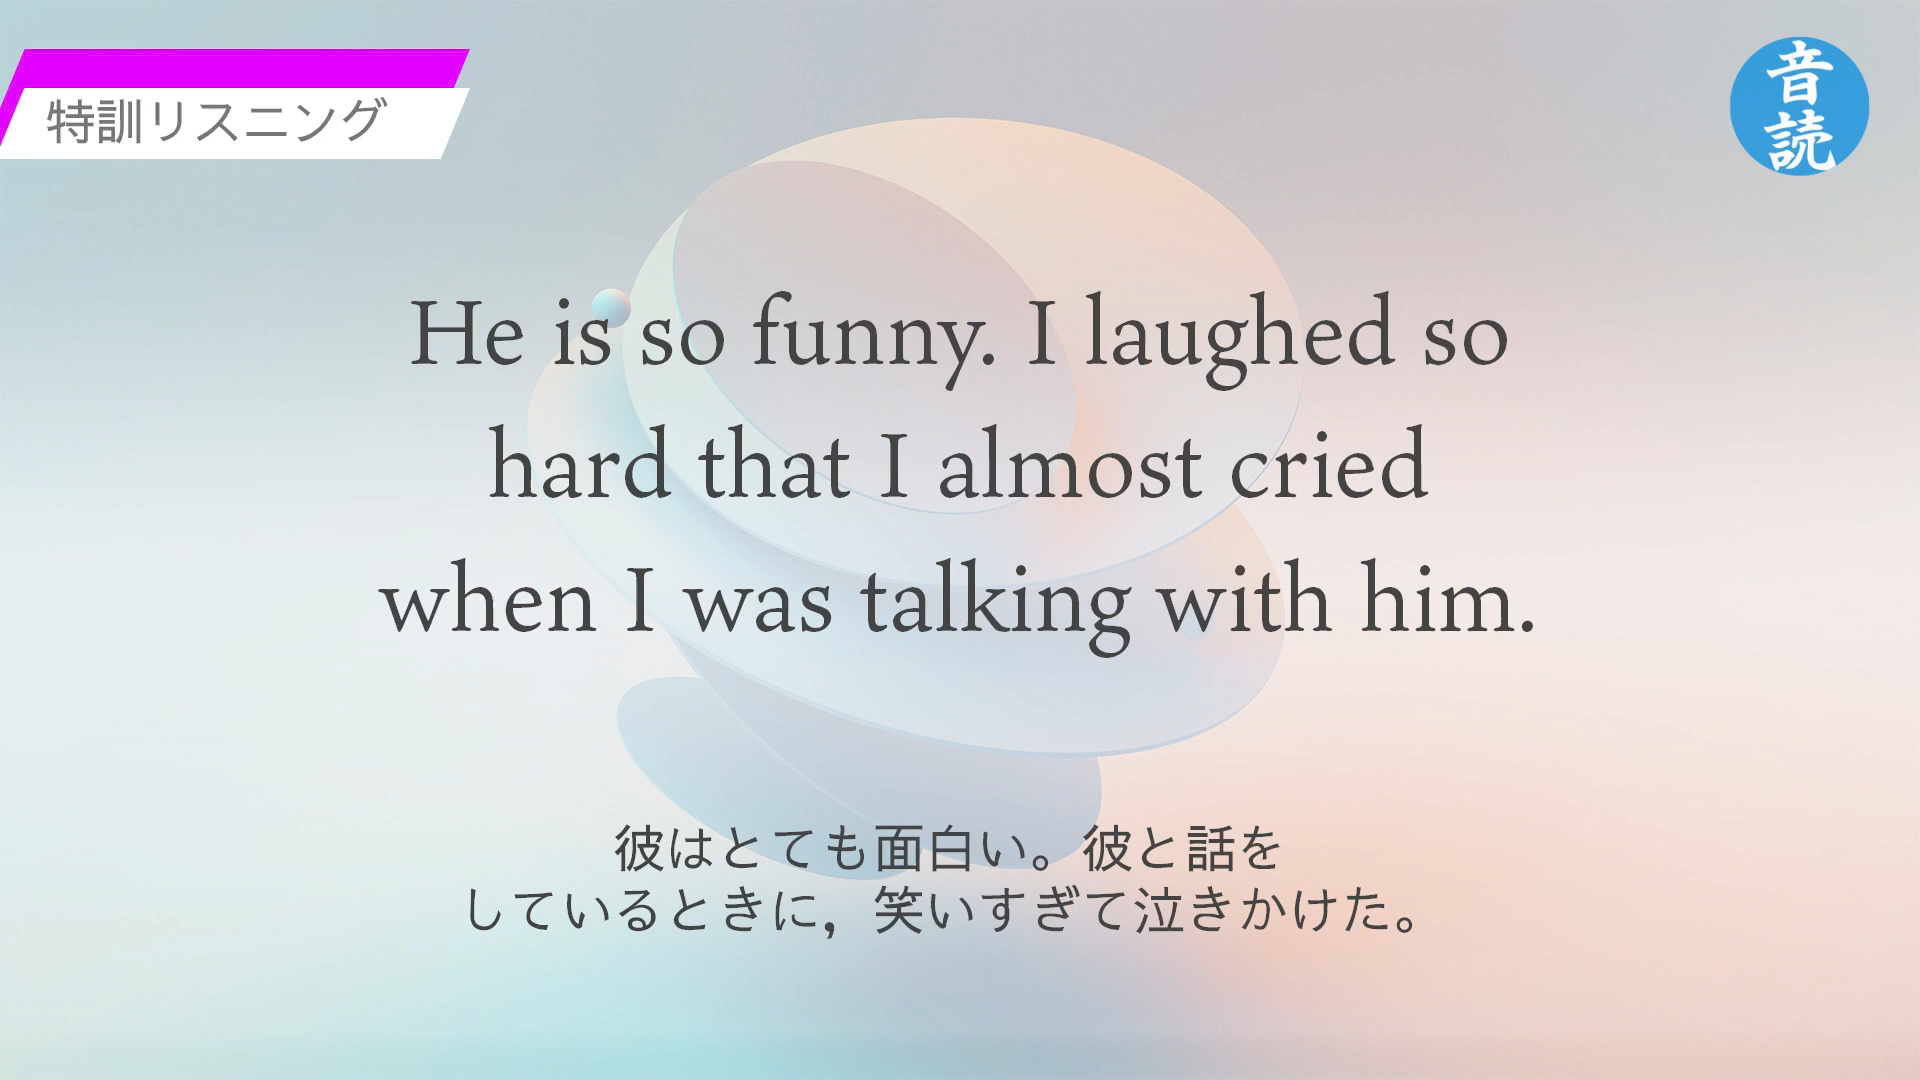 特訓リスニング
音
読
He is so funny. I laughed so
hard that I almost cried
when I was talking with him.
彼はとても面白い。彼と話を
しているときに，笑いすぎて泣きかけた。